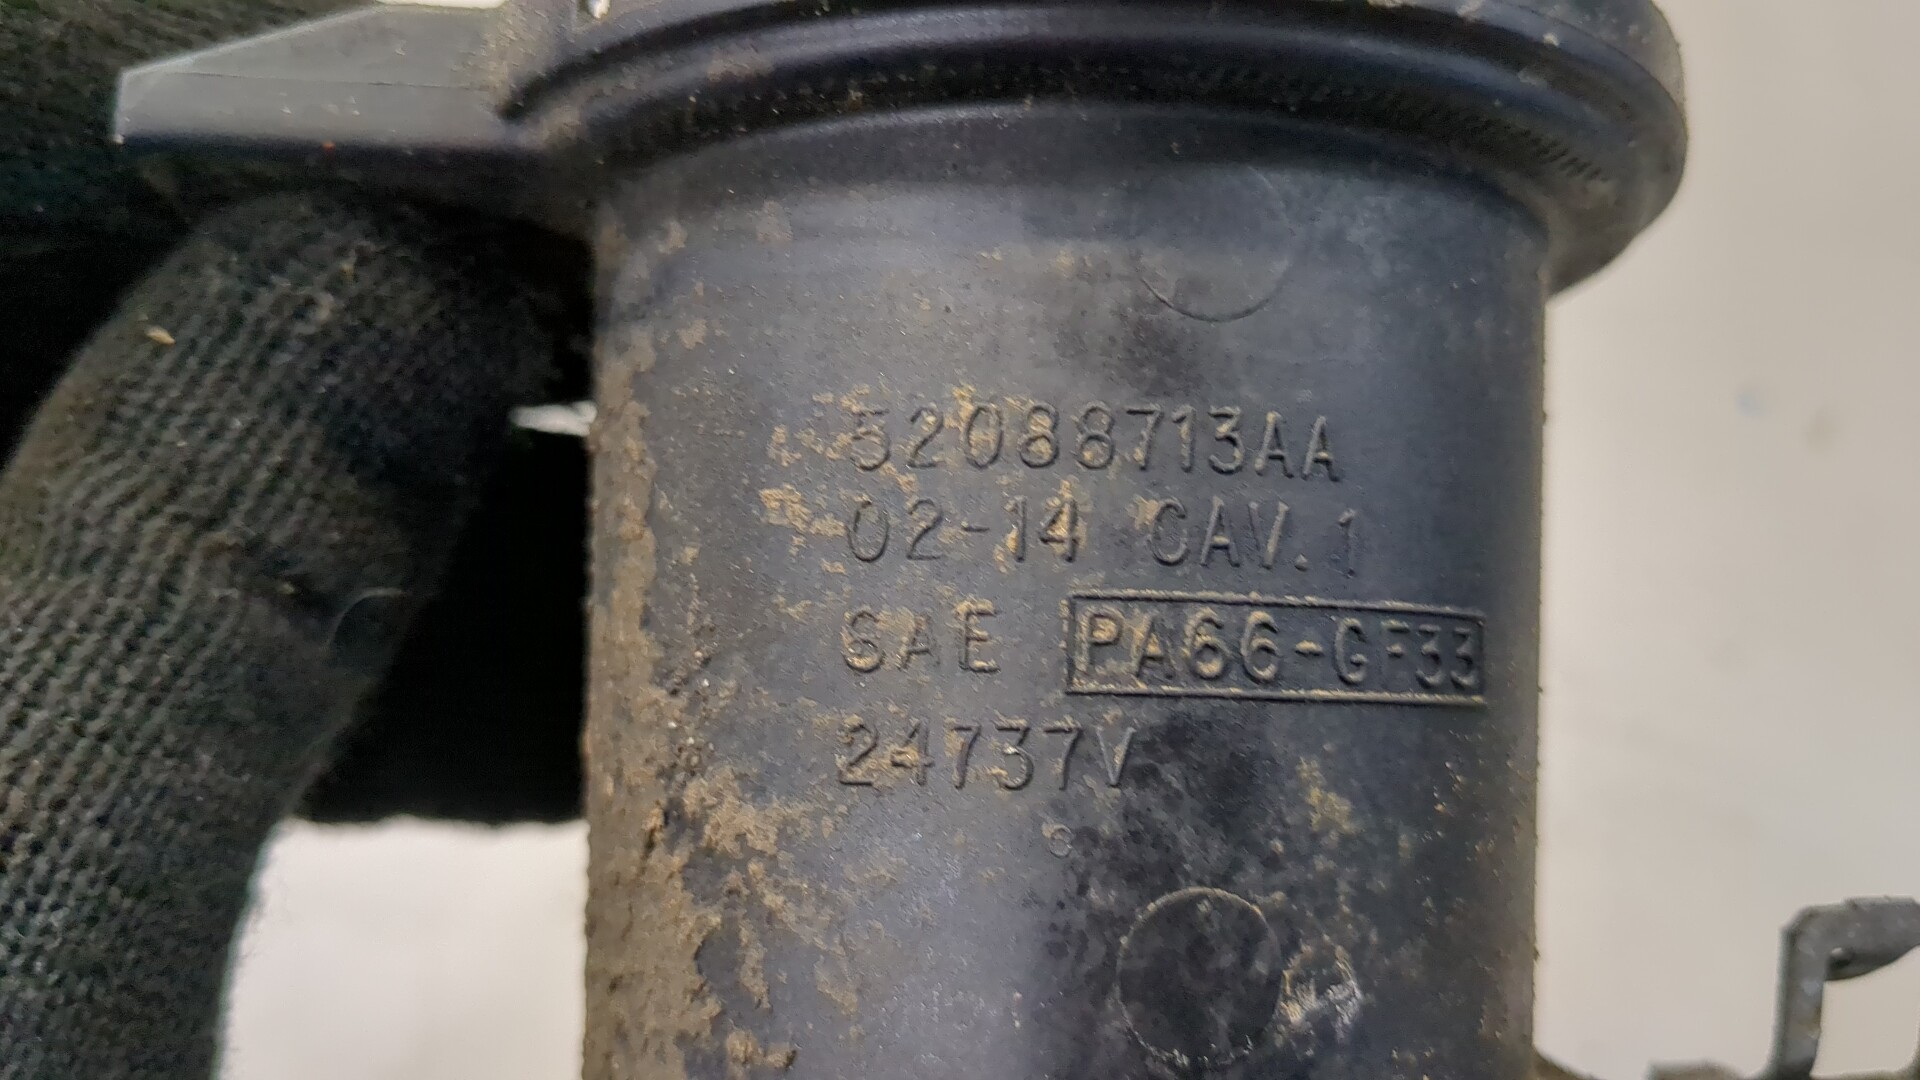 52088713AA
02-14 CAV.1
SAE PA66-GF33
24737V